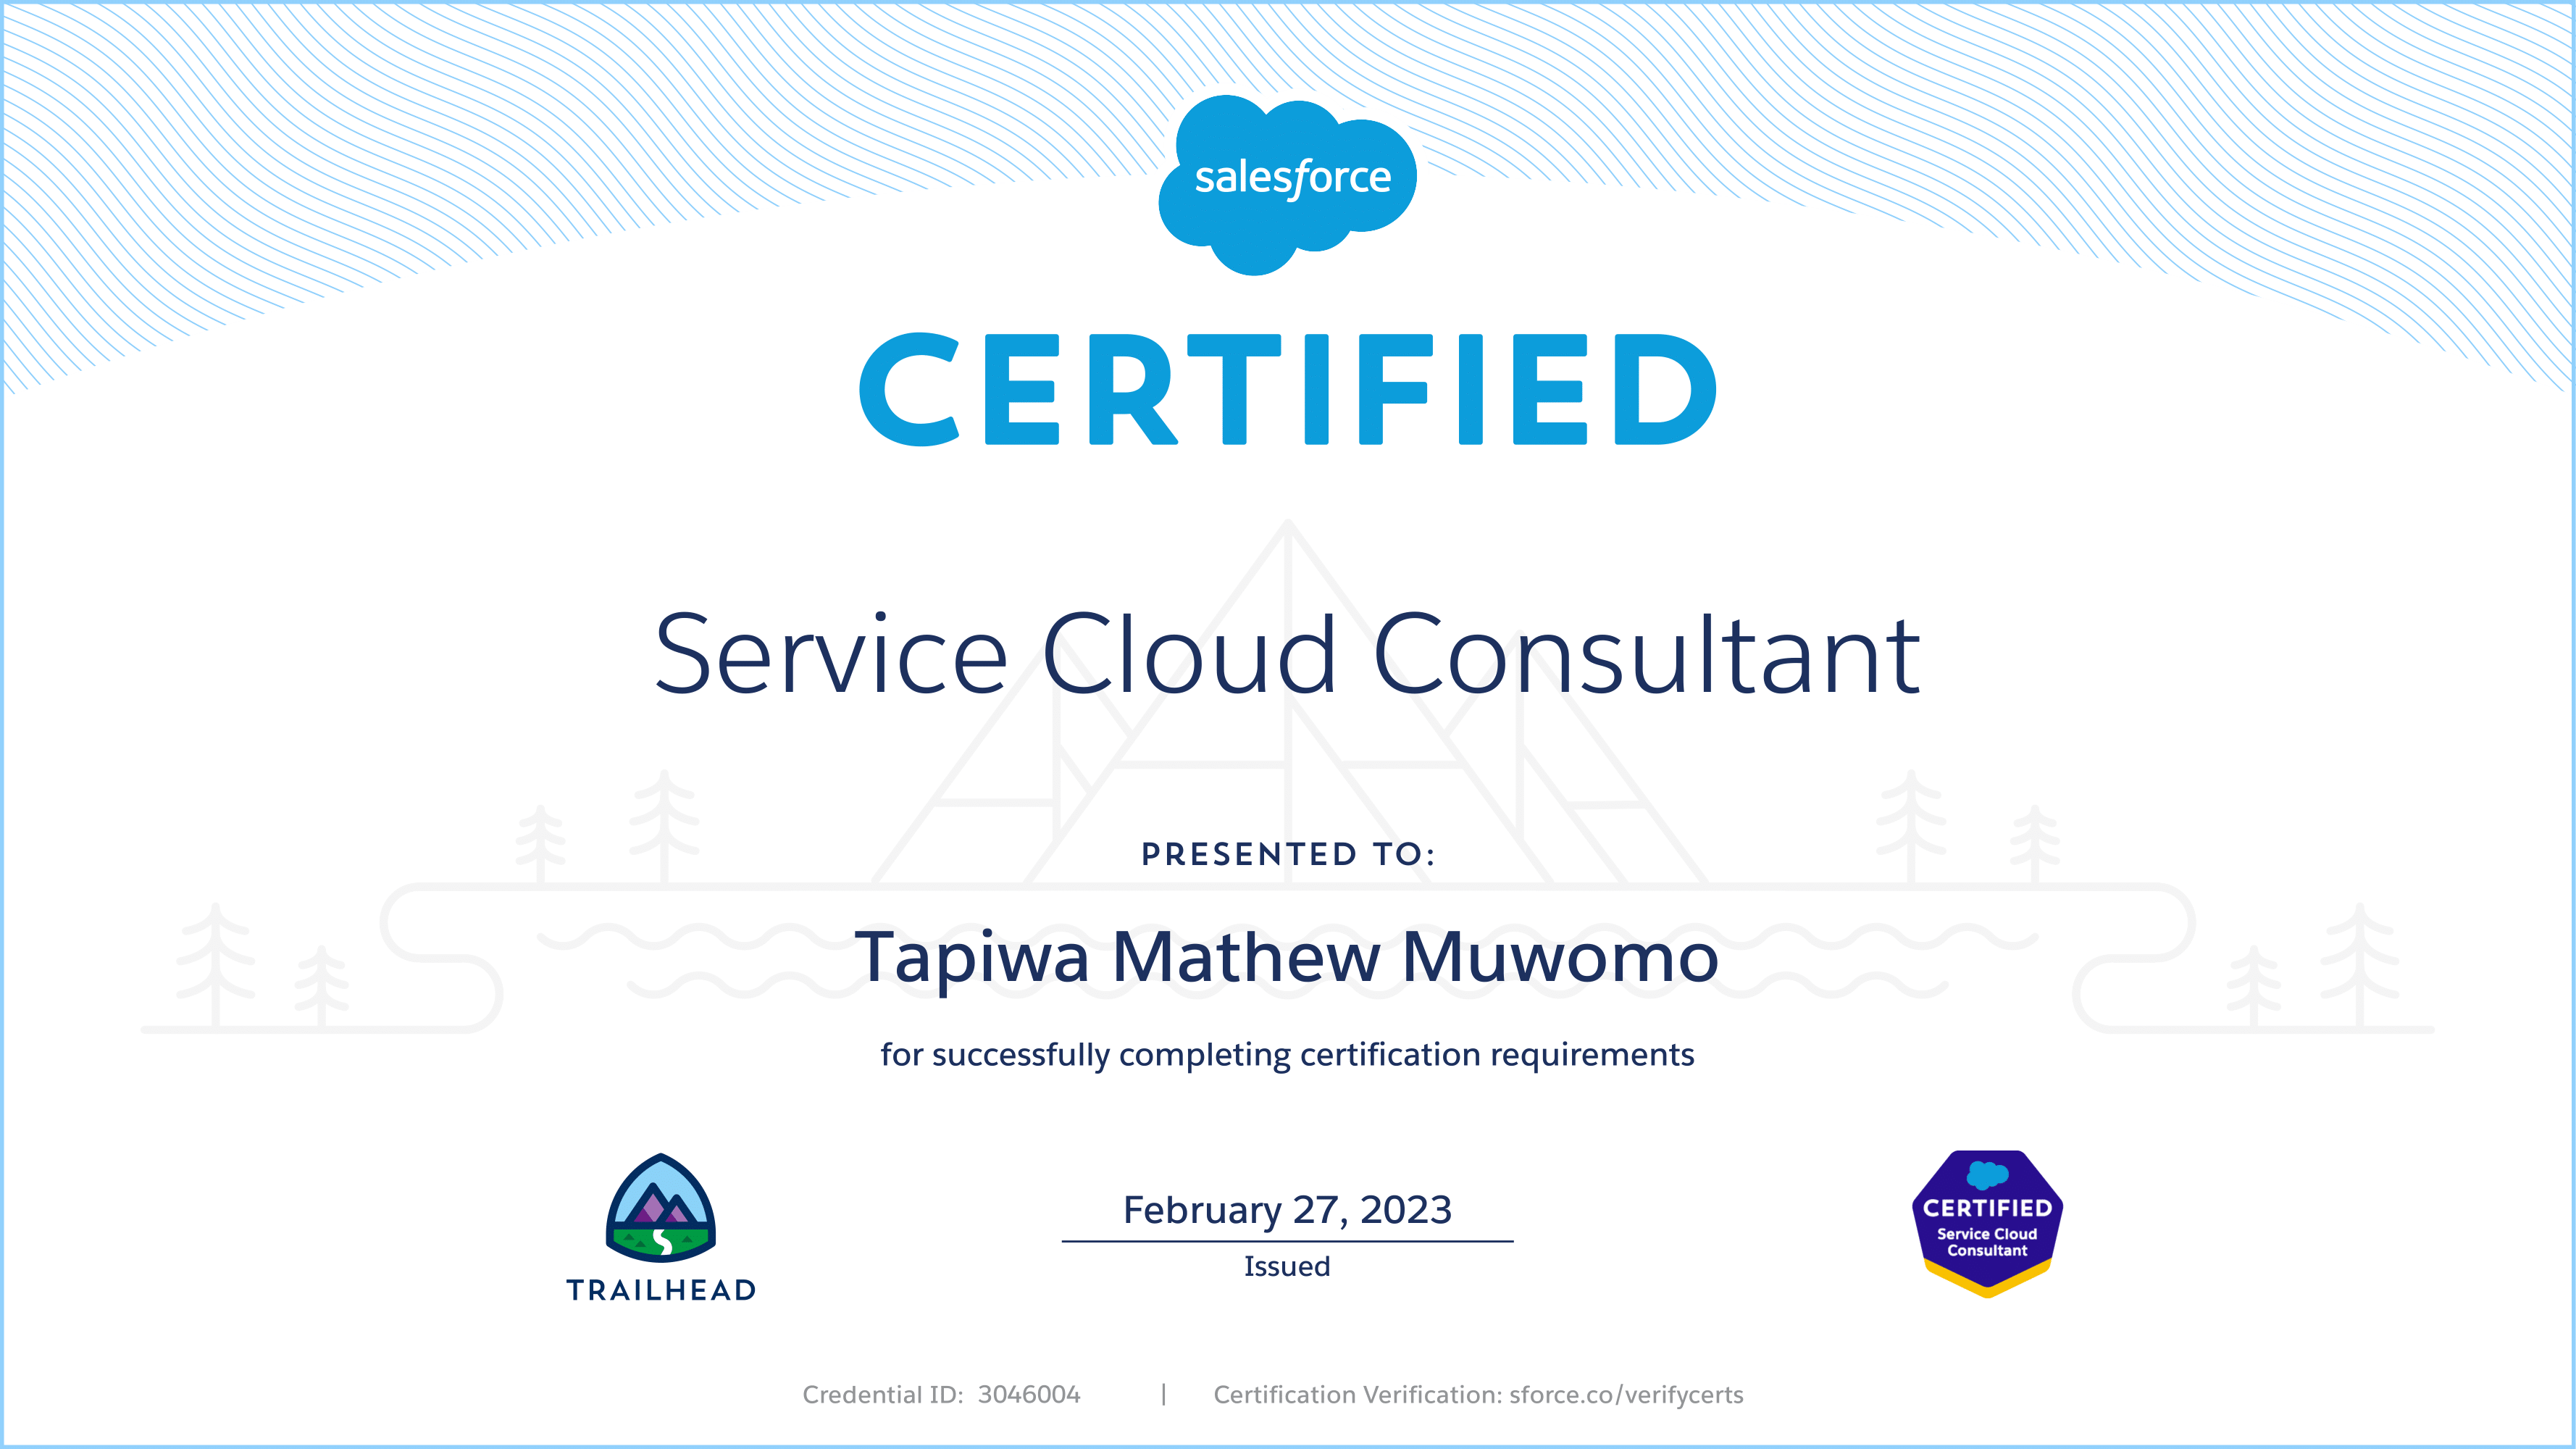 salesforce
CERTIFIED
Service Cloud Consultant
PRESENTED TO:
Tapiwa Mathew Muwomo
for successfully completing certification requirements
TRAILHEAD
February 27, 2023
Issued
CERTIFIED
Service Cloud
Consultant
Credential ID: 3046004 | Certification Verification: sforce.co/verifycerts